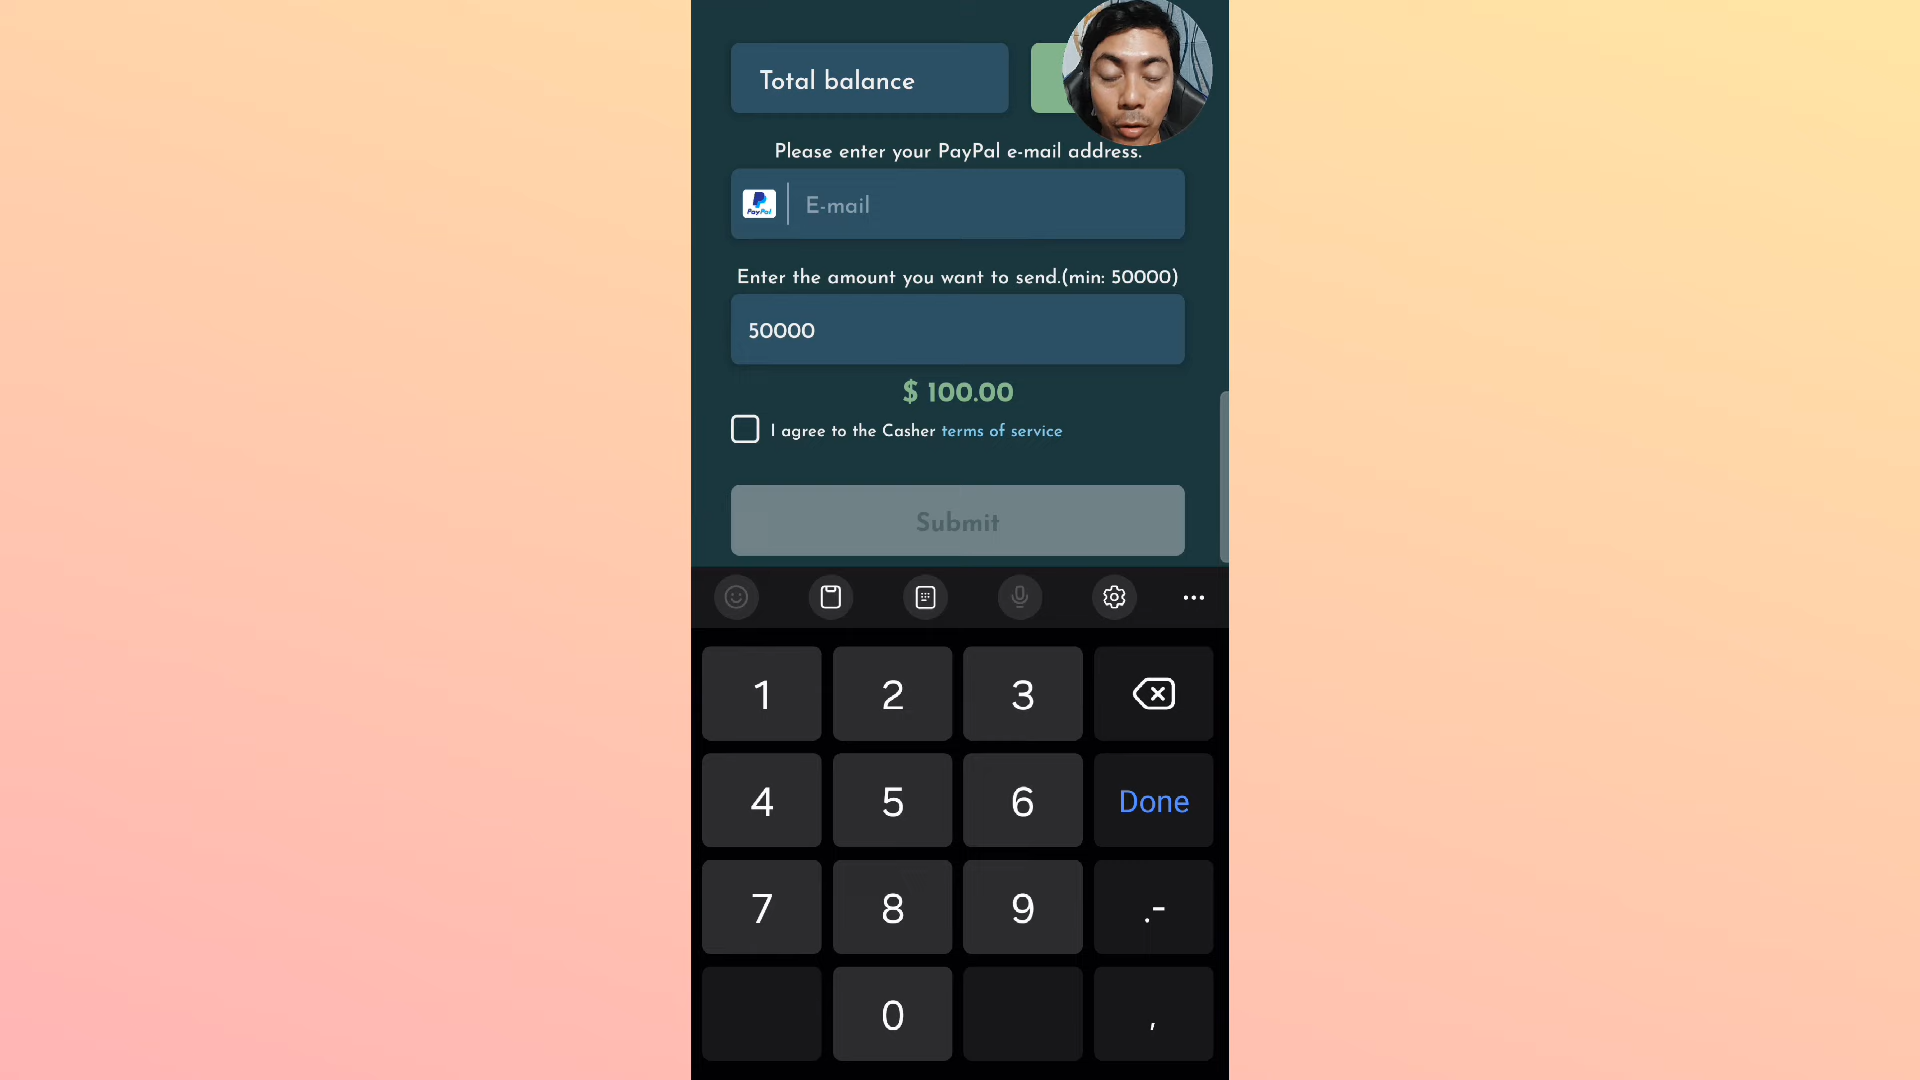 Total balance
Please enter your PayPal e-mail address.
PayPal
E-mail
Enter the amount you want to send.(min: 50000)
50000
$ 100.00
I agree to the Casher terms of service
Submit
1 2 3
4 5 6 Done
7 8 9 .-
0 ,